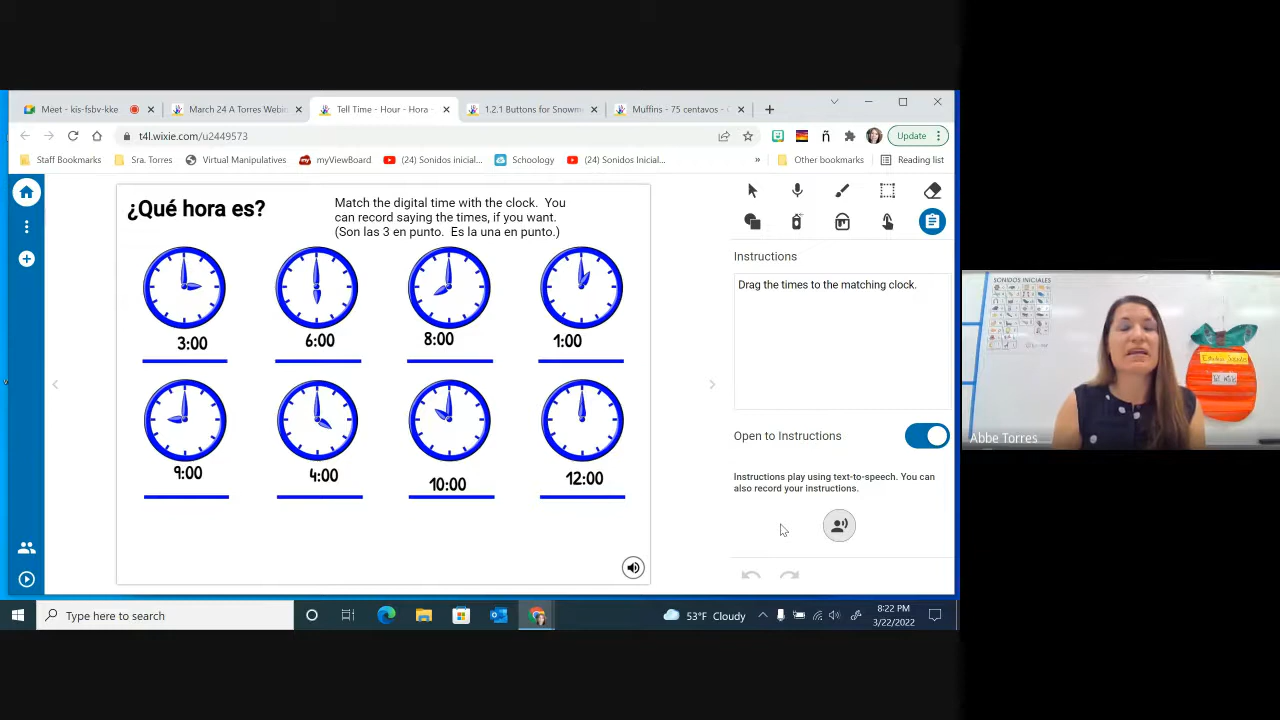 Meet - kis-fsbv-kke
March 24 A Torres Webin
Tell Time - Hour - Hora -
1.2.1 Buttons for Snowm
Muffins - 75 centavos -
t4l.wixie.com/u2449573
Update
Staff Bookmarks
Sra. Torres
Virtual Manipulatives
myViewBoard
(24) Sonidos inicial...
Schoology
(24) Sonidos Inicial...
»
Other bookmarks
Reading list
¿Qué hora es?
Match the digital time with the clock. You
can record saying the times, if you want.
(Son las 3 en punto. Es la una en punto.)
3:00
6:00
8:00
1:00
9:00
4:00
10:00
12:00
Instructions
Drag the times to the matching clock.
Open to Instructions
Instructions play using text-to-speech. You can
also record your instructions.
SONIDOS INICIALES
Abbe Torres
Type here to search
53°F Cloudy
8:22 PM
3/22/2022